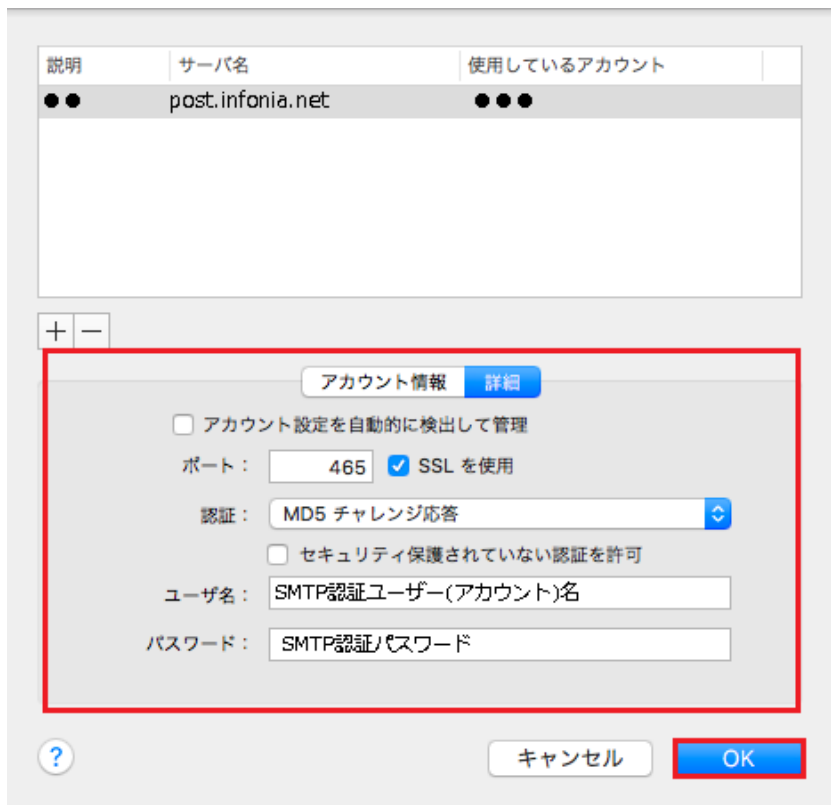 説明 サーバ名 使用しているアカウント
●● post.infonia.net ●●●
+ −
アカウント情報 詳細
アカウント設定を自動的に検出して管理
ポート： 465 SSL を使用
認証： MD5 チャレンジ応答
セキュリティ保護されていない認証を許可
ユーザ名： SMTP認証ユーザー(アカウント)名
パスワード： SMTP認証パスワード
? キャンセル OK